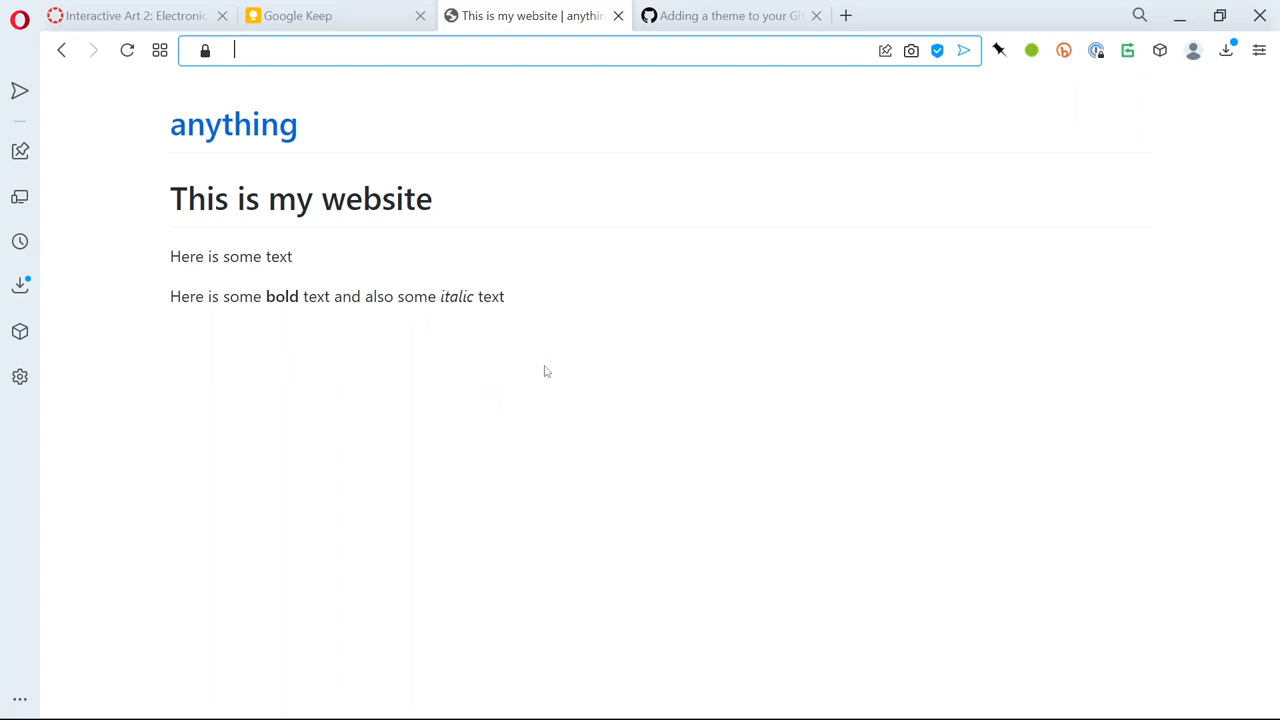 Interactive Art 2: Electronic
Google Keep
This is my website | anythin
Adding a theme to your Git
anything
This is my website
Here is some text
Here is some bold text and also some italic text